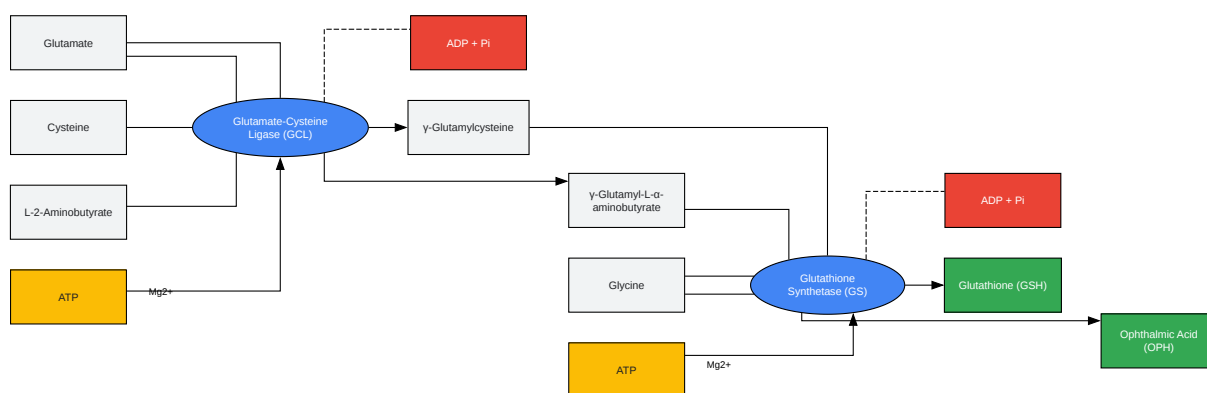 Glutamate
ADP + Pi
Cysteine
Glutamate-Cysteine
Ligase (GCL)
γ-Glutamylcysteine
L-2-Aminobutyrate
γ-Glutamyl-L-α-
aminobutyrate
ADP + Pi
ATP
Mg2+
Glycine
Glutathione
Synthetase (GS)
Glutathione (GSH)
Ophthalmic Acid
(OPH)
ATP
Mg2+